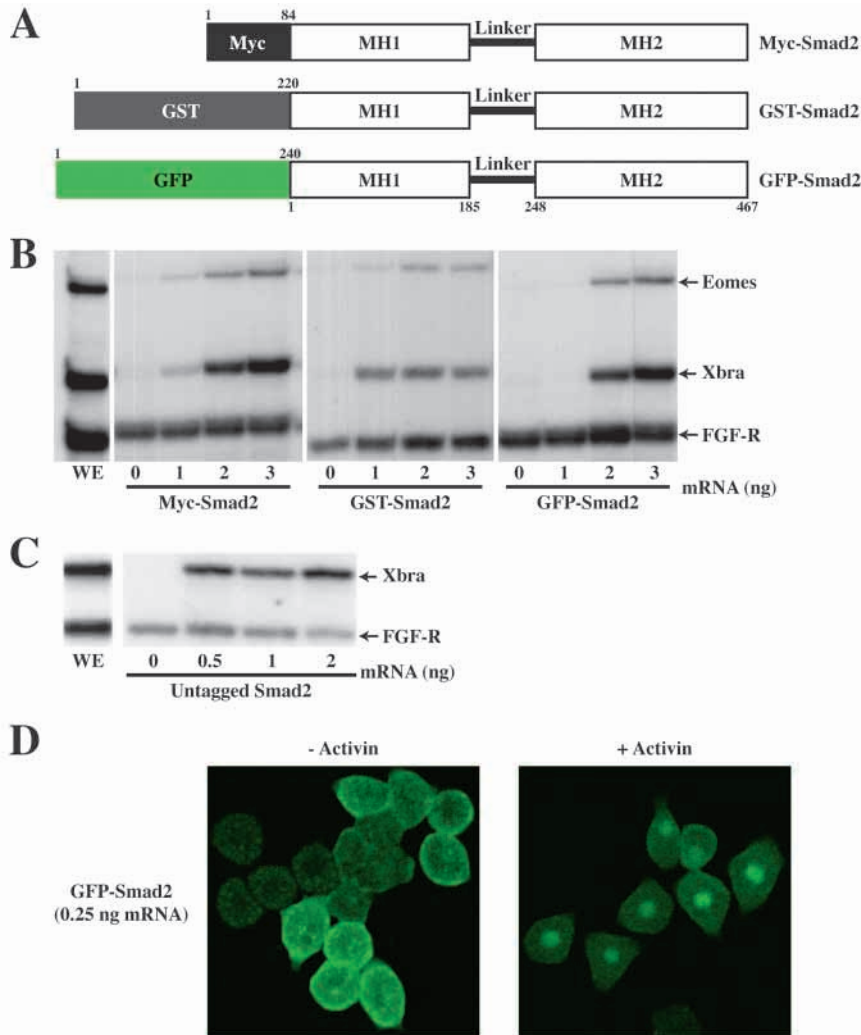 A
1 84
Linker
Myc MH1 MH2 Myc-Smad2
1 220
Linker
GST MH1 MH2 GST-Smad2
1 240
Linker
GFP MH1 MH2 GFP-Smad2
1 185 248 467
B
Eomes
Xbra
FGF-R
WE 0 1 2 3 0 1 2 3 0 1 2 3
mRNA (ng)
Myc-Smad2 GST-Smad2 GFP-Smad2
C
Xbra
FGF-R
WE 0 0.5 1 2
mRNA (ng)
Untagged Smad2
D
- Activin + Activin
GFP-Smad2
(0.25 ng mRNA)